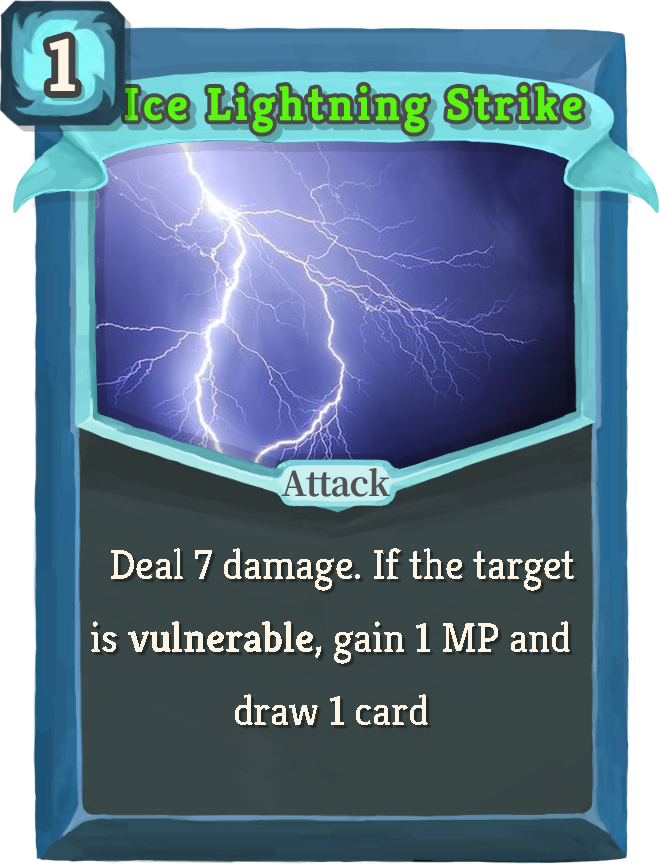 1
Ice Lightning Strike
Attack
Deal 7 damage. If the target
is vulnerable, gain 1 MP and
draw 1 card